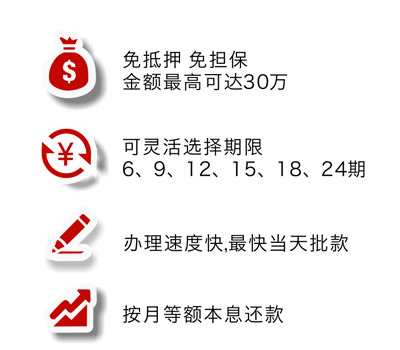 $
免抵押 免担保
金额最高可达30万
¥
可灵活选择期限
6、9、12、15、18、24期
办理速度快,最快当天批款
按月等额本息还款